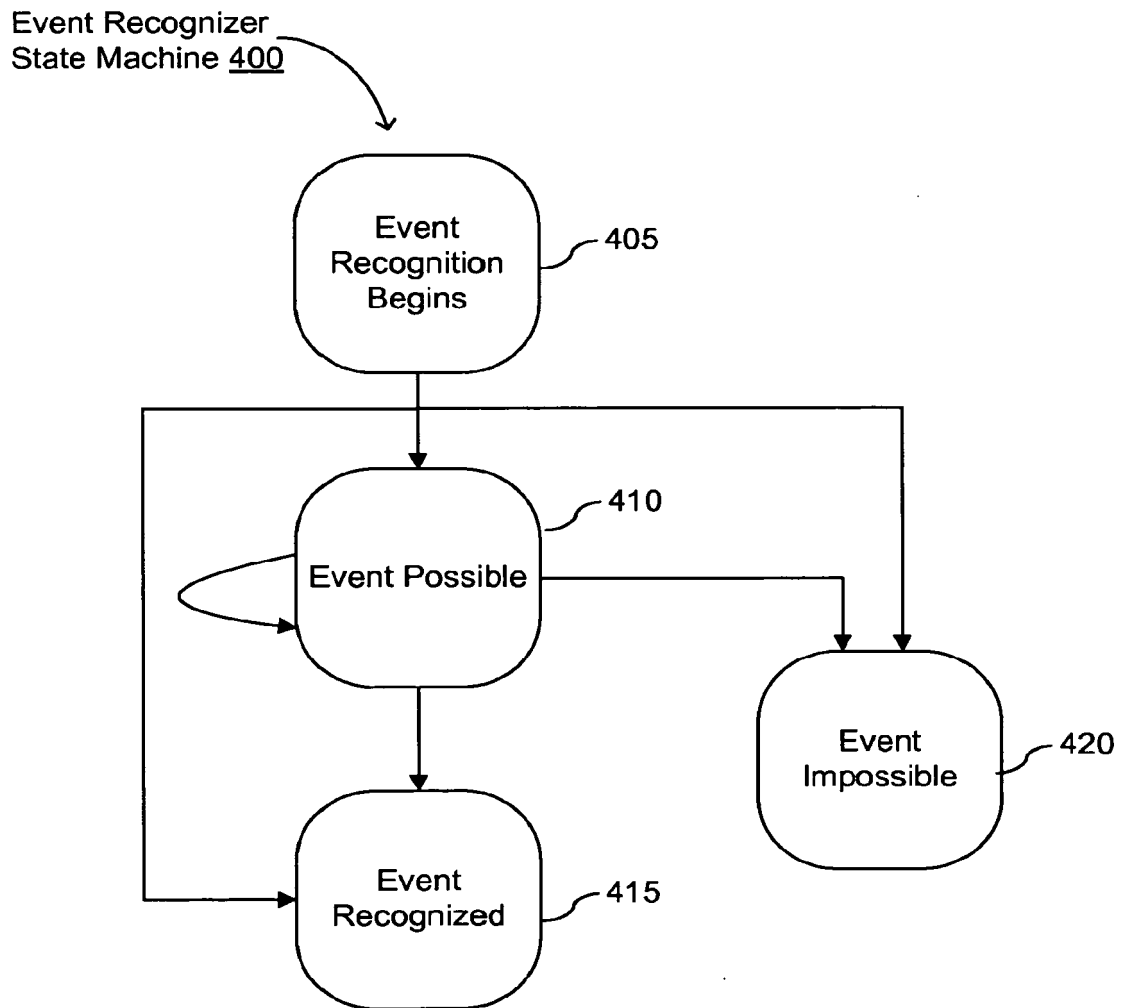 Event Recognizer
State Machine 400
Event
Recognition
Begins
405
410
Event Possible
Event
Impossible
420
Event
Recognized
415